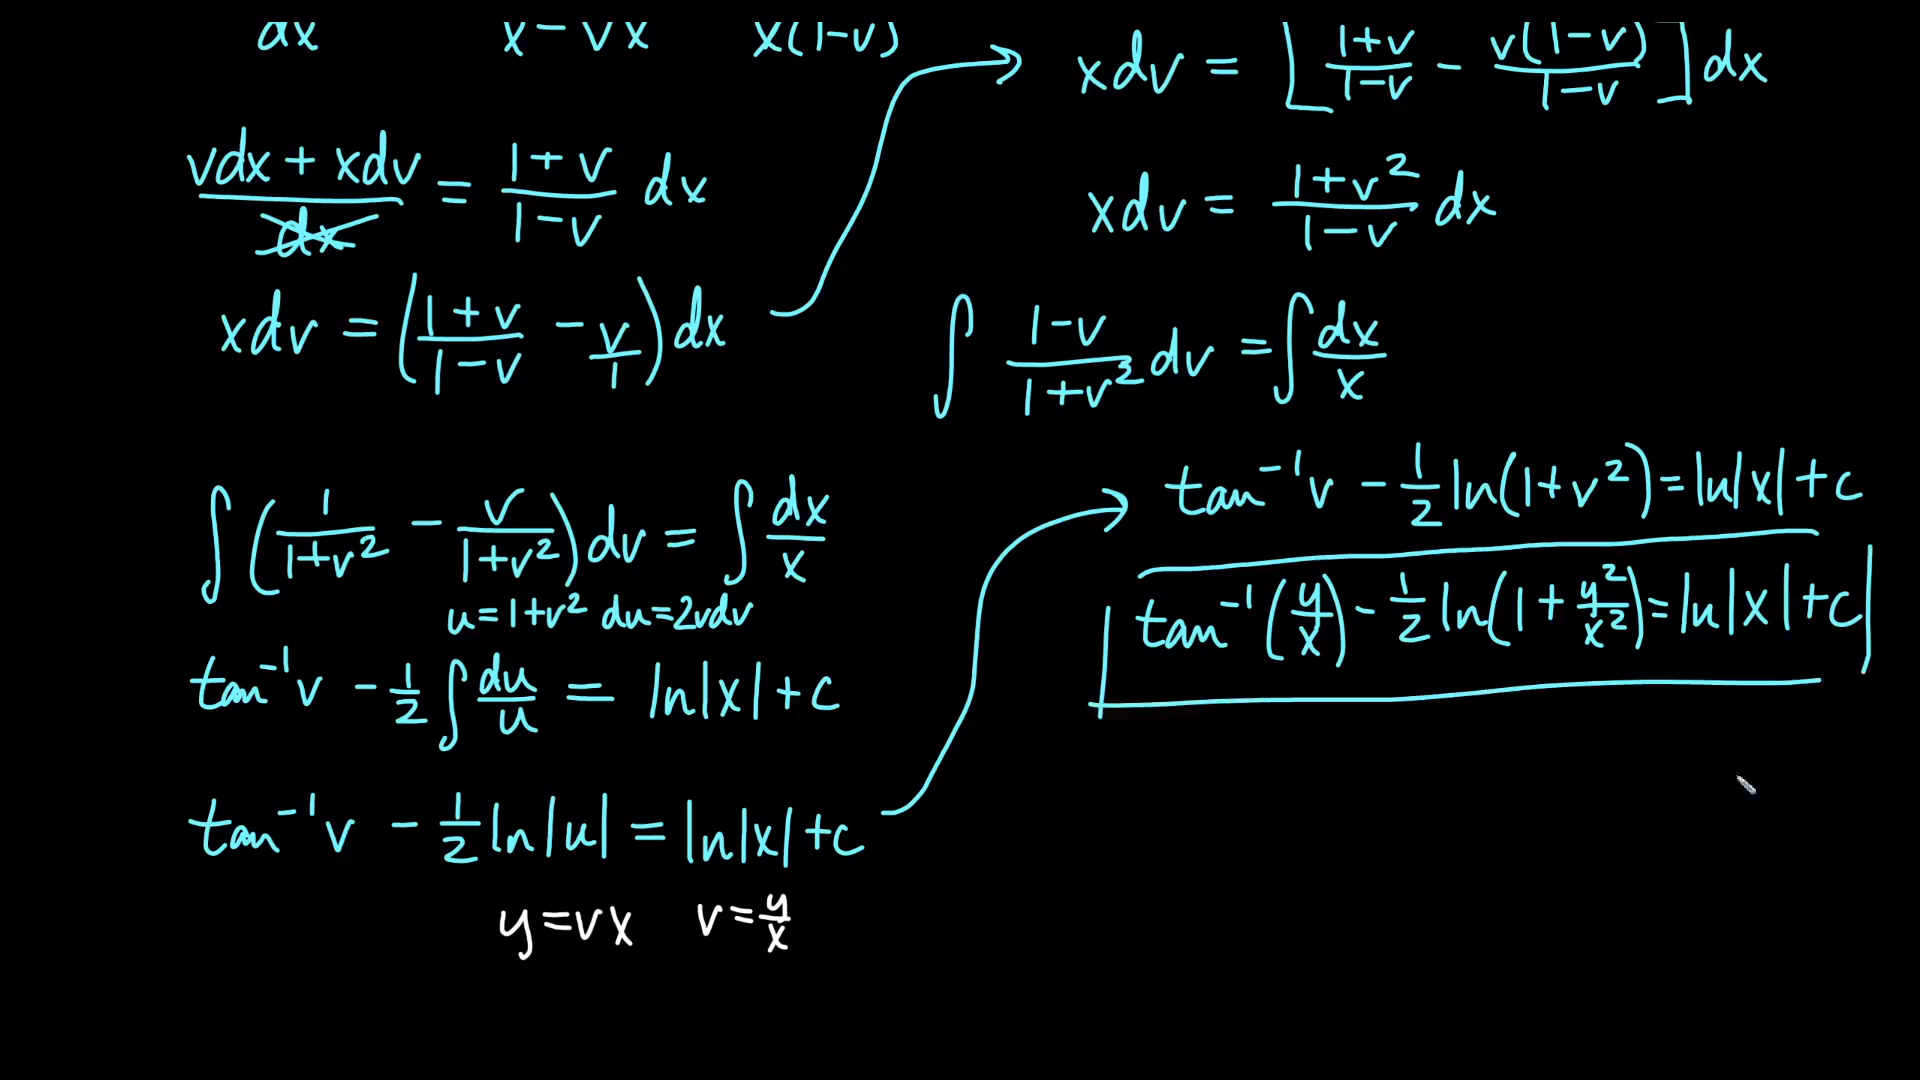 dx x - vx x(1-v)
(vdx + xdv)/dx = (1+v)/(1-v) dx
xdv = ((1+v)/(1-v) - v/1) dx
xdv = [(1+v)/(1-v) - v(1-v)/(1-v)] dx
xdv = (1+v²)/(1-v) dx
∫ (1-v)/(1+v²) dv = ∫ dx/x
∫ (1/(1+v²) - v/(1+v²)) dv = ∫ dx/x
u = 1+v² du = 2vdv
tan⁻¹v - 1/2 ∫ du/u = ln|x| + c
tan⁻¹v - 1/2 ln|u| = ln|x| + c
y = vx v = y/x
tan⁻¹v - 1/2 ln(1+v²) = ln|x| + c
tan⁻¹(y/x) - 1/2 ln(1 + y²/x²) = ln|x| + c